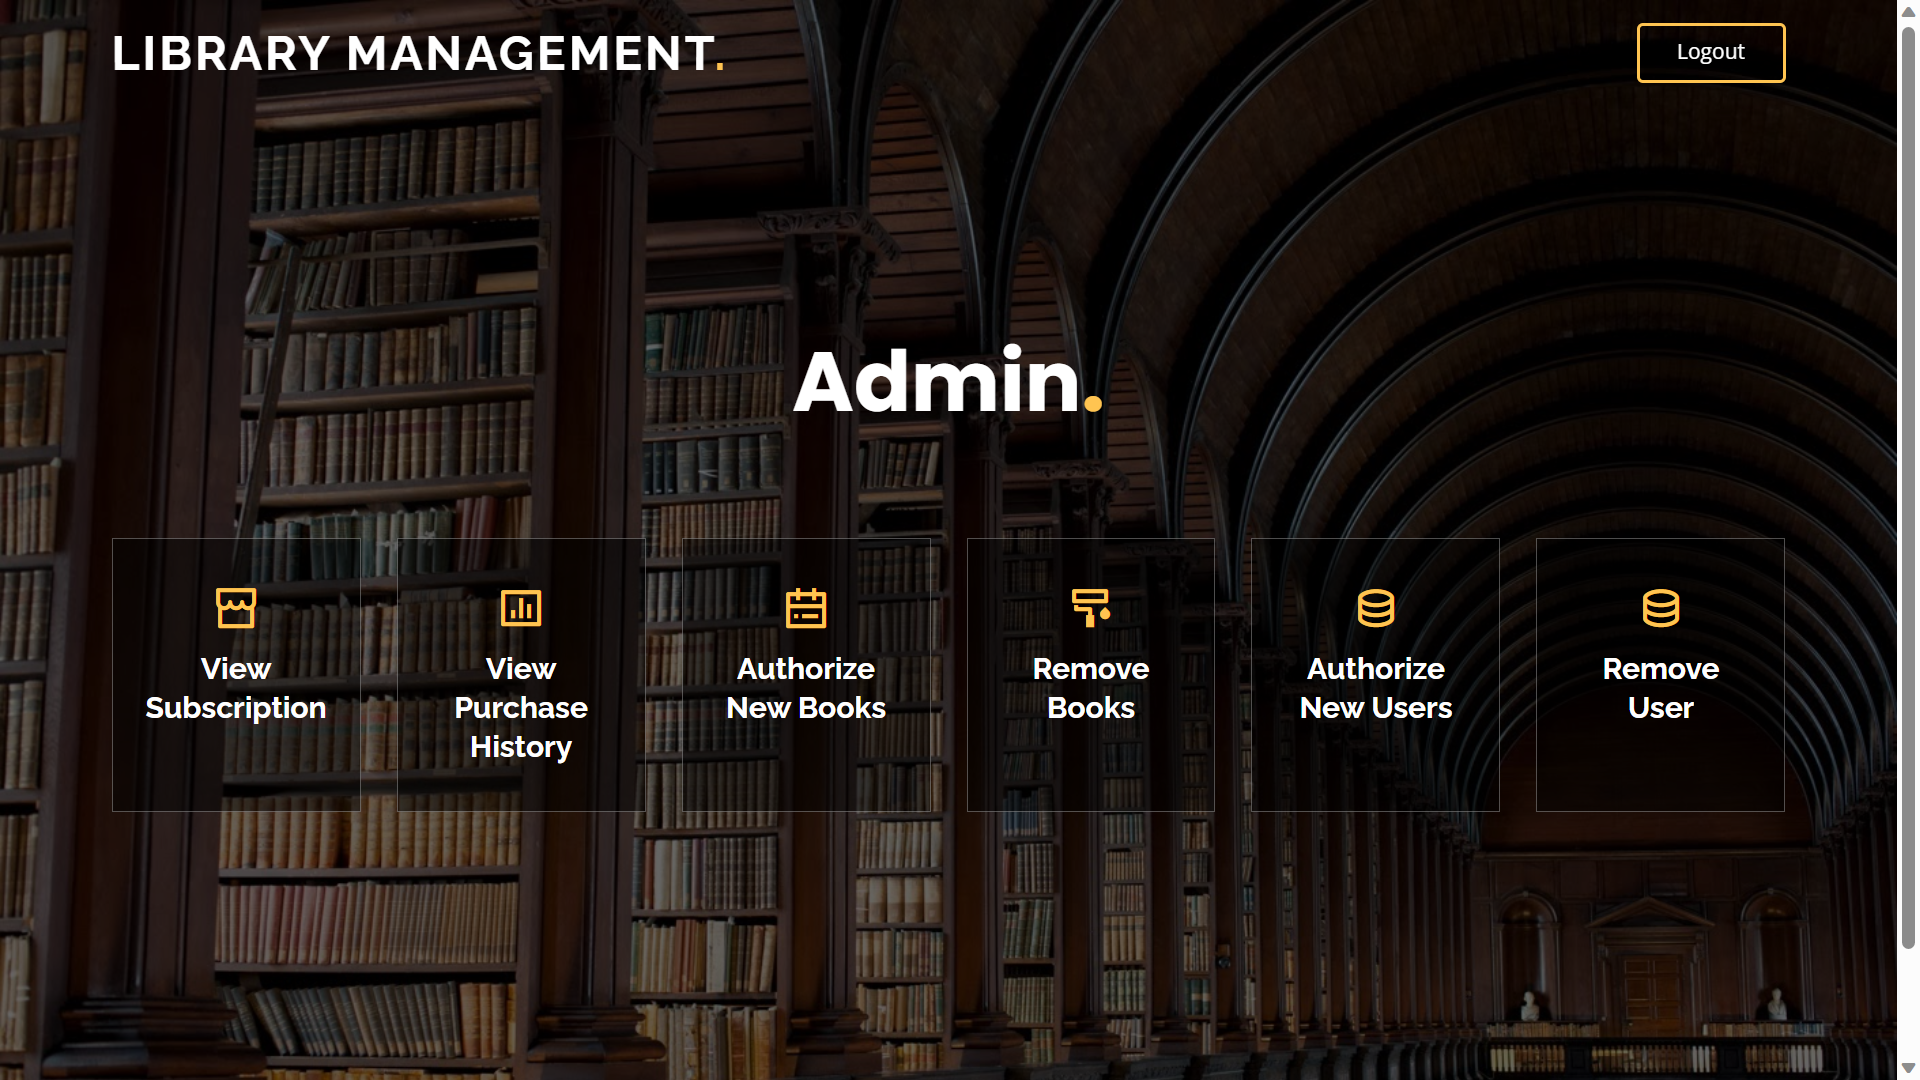 LIBRARY MANAGEMENT.
Logout
Admin.
View
Subscription
View
Purchase
History
Authorize
New Books
Remove
Books
Authorize
New Users
Remove
User